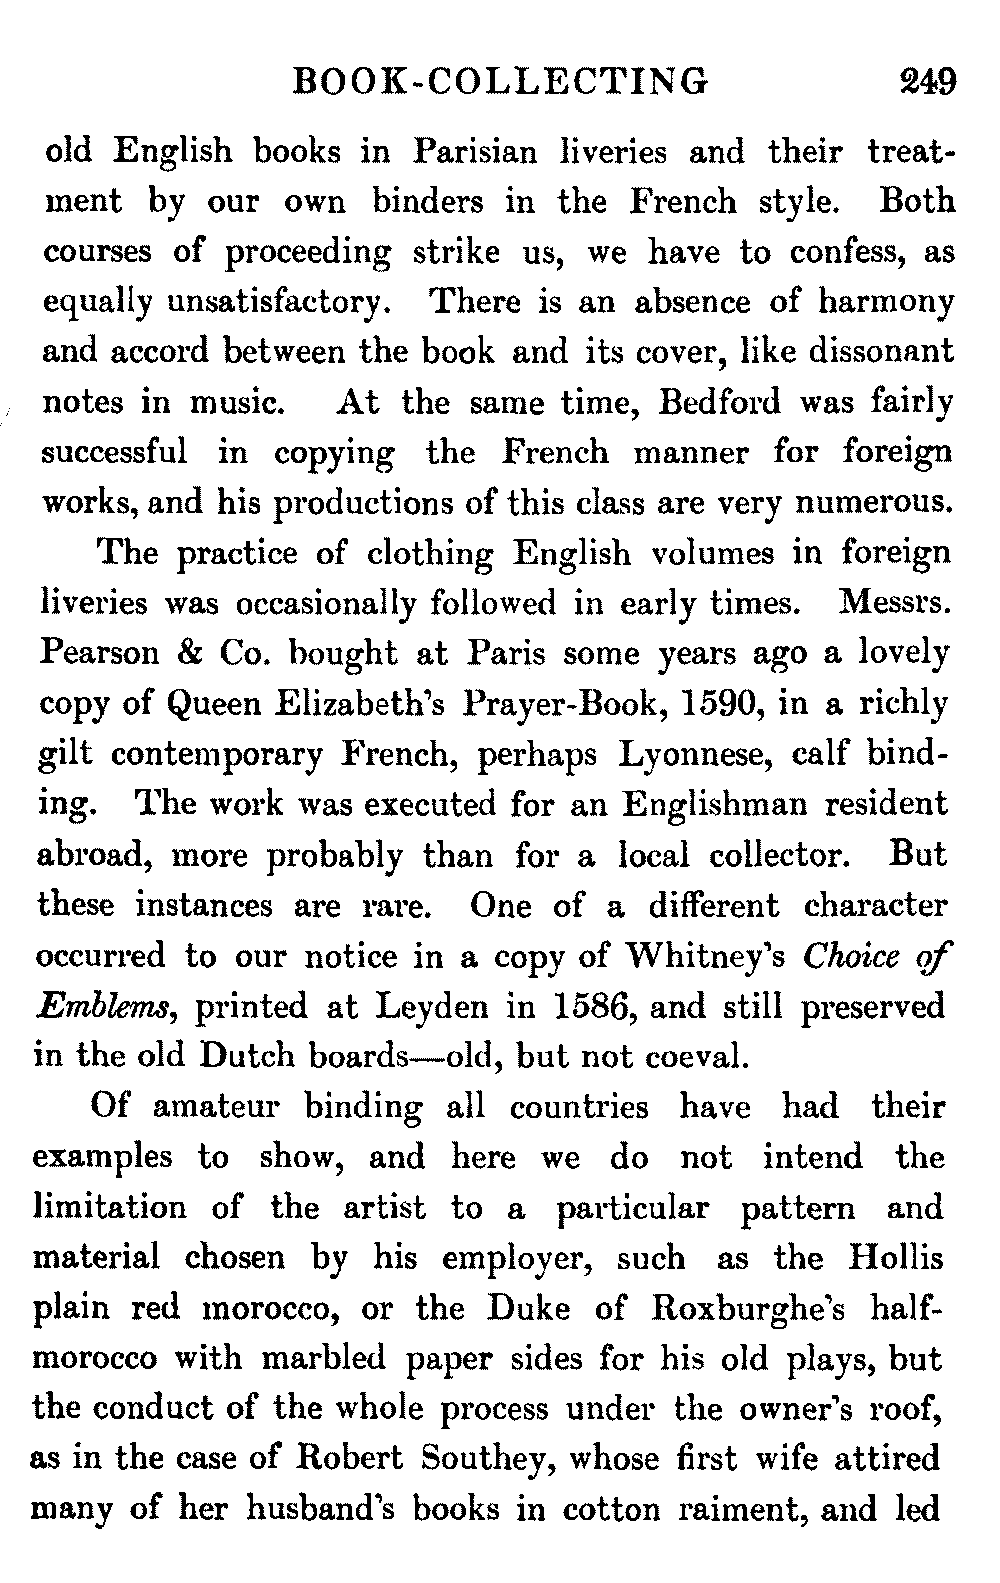 BOOK-COLLECTING 249
old English books in Parisian liveries and their treat-
ment by our own binders in the French style. Both
courses of proceeding strike us, we have to confess, as
equally unsatisfactory. There is an absence of harmony
and accord between the book and its cover, like dissonant
notes in music. At the same time, Bedford was fairly
successful in copying the French manner for foreign
works, and his productions of this class are very numerous.
The practice of clothing English volumes in foreign
liveries was occasionally followed in early times. Messrs.
Pearson & Co. bought at Paris some years ago a lovely
copy of Queen Elizabeth's Prayer-Book, 1590, in a richly
gilt contemporary French, perhaps Lyonnese, calf bind-
ing. The work was executed for an Englishman resident
abroad, more probably than for a local collector. But
these instances are rare. One of a different character
occurred to our notice in a copy of Whitney's Choice of
Emblems, printed at Leyden in 1586, and still preserved
in the old Dutch boards—old, but not coeval.
Of amateur binding all countries have had their
examples to show, and here we do not intend the
limitation of the artist to a particular pattern and
material chosen by his employer, such as the Hollis
plain red morocco, or the Duke of Roxburghe's half-
morocco with marbled paper sides for his old plays, but
the conduct of the whole process under the owner's roof,
as in the case of Robert Southey, whose first wife attired
many of her husband's books in cotton raiment, and led